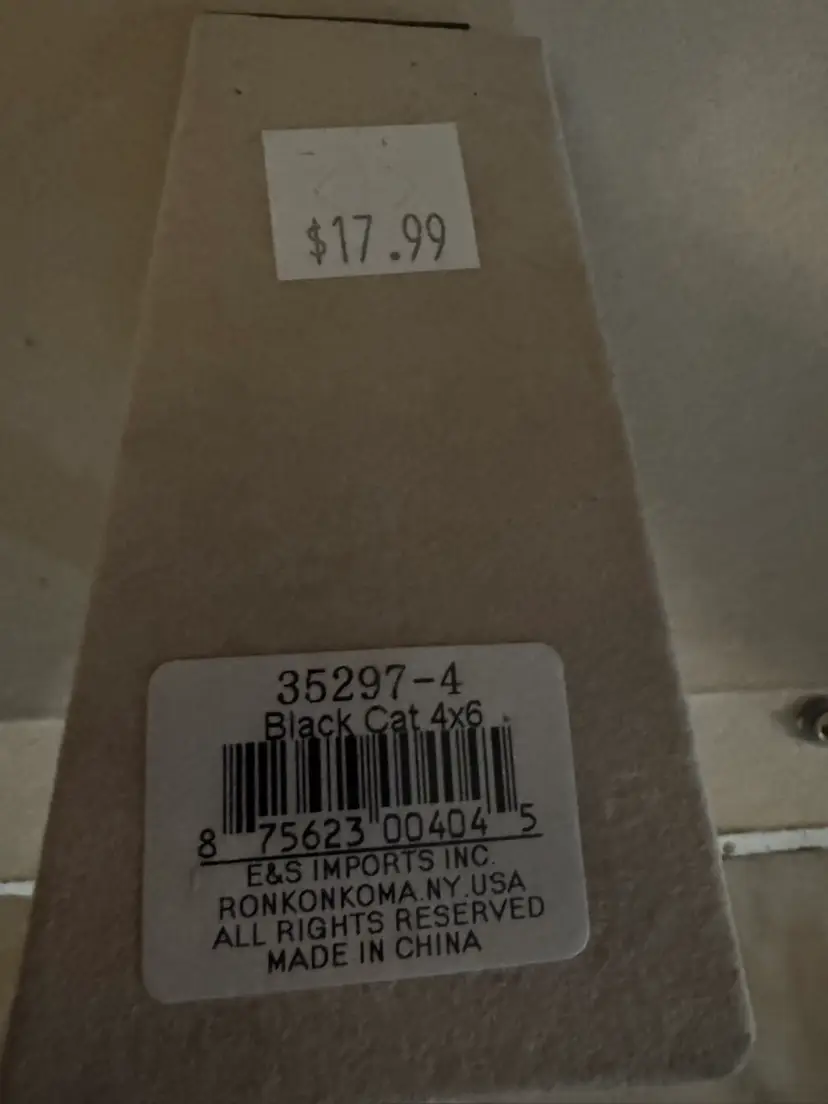 $17.99
35297-4
Black Cat 4x6
8 75623 00404 5
E&S IMPORTS INC.
RONKONKOMA.NY.USA
ALL RIGHTS RESERVED
MADE IN CHINA